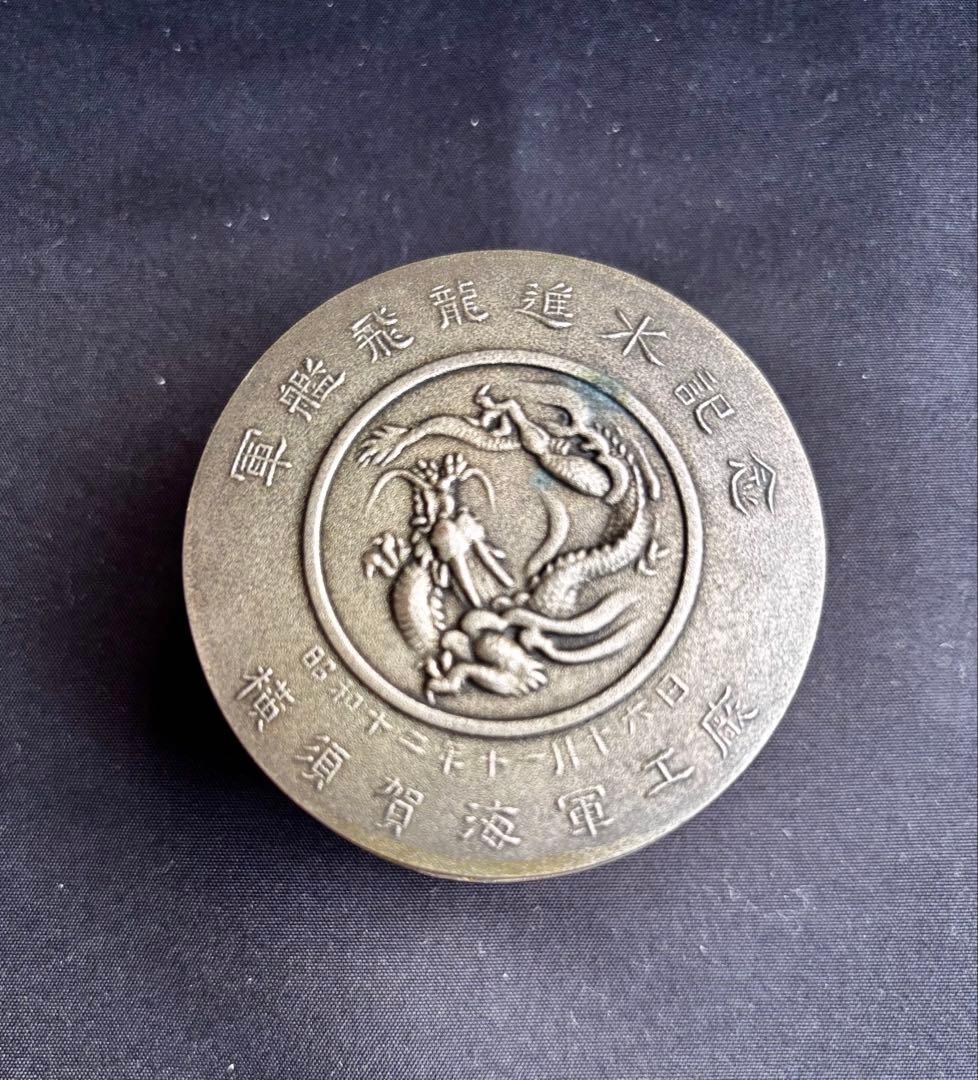 軍艦飛龍進水記念
昭和十二年十一月十六日
横須賀海軍工廠